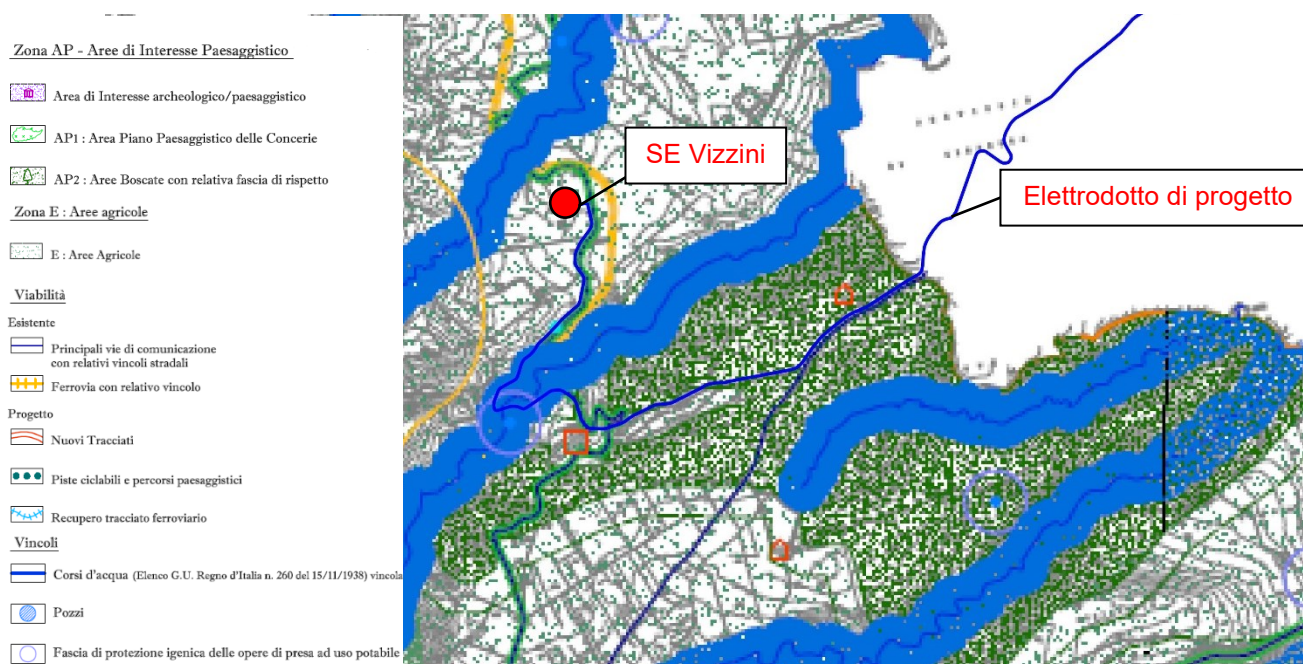 Zona AP - Aree di Interesse Paesaggistico
Area di Interesse archeologico/paesaggistico
AP1 : Area Piano Paesaggistico delle Concerie
AP2 : Aree Boscate con relativa fascia di rispetto
Zona E : Aree agricole
E : Aree Agricole
Viabilità
Esistente
Principali vie di comunicazione
con relativi vincoli stradali
Ferrovia con relativo vincolo
Progetto
Nuovi Tracciati
Piste ciclabili e percorsi paesaggistici
Recupero tracciato ferroviario
Vincoli
Corsi d'acqua (Elenco G.U. Regno d'Italia n. 260 del 15/11/1938) vincola
Pozzi
Fascia di protezione igenica delle opere di presa ad uso potabile
SE Vizzini
Elettrodotto di progetto